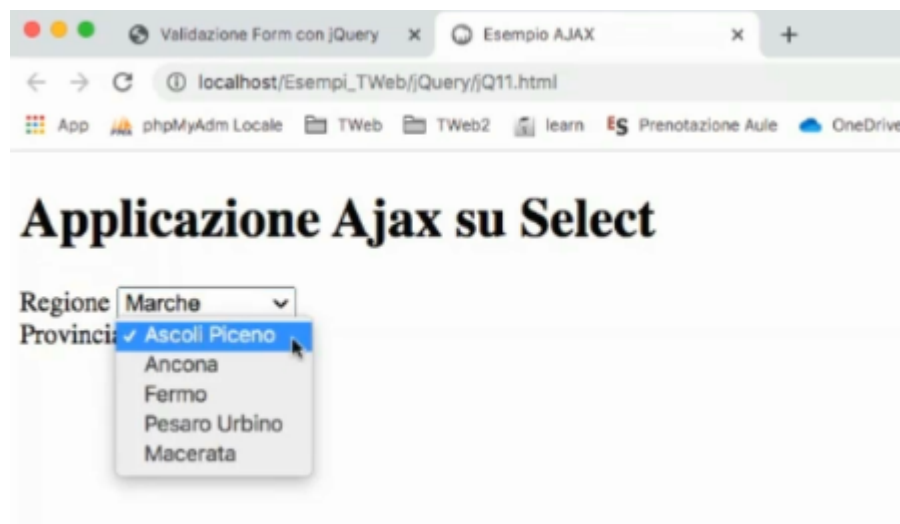 Validazione Form con jQuery
Esempio AJAX
localhost/Esempi_TWeb/jQuery/jQ11.html
App
phpMyAdm Locale
TWeb
TWeb2
learn
ES Prenotazione Aule
OneDrive
Applicazione Ajax su Select
Regione Marche
Provincia Ascoli Piceno
Ancona
Fermo
Pesaro Urbino
Macerata